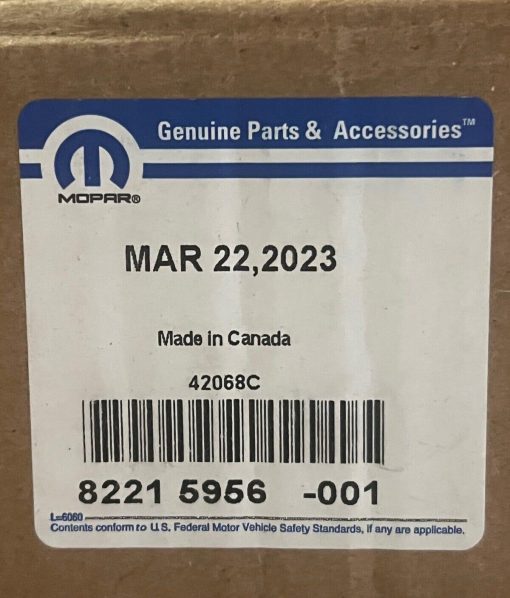 Genuine Parts & Accessories™
MOPAR®
MAR 22,2023
Made in Canada
42068C
8221 5956 -001
L=6060
Contents conform to U.S. Federal Motor Vehicle Safety Standards, if any are applicable.